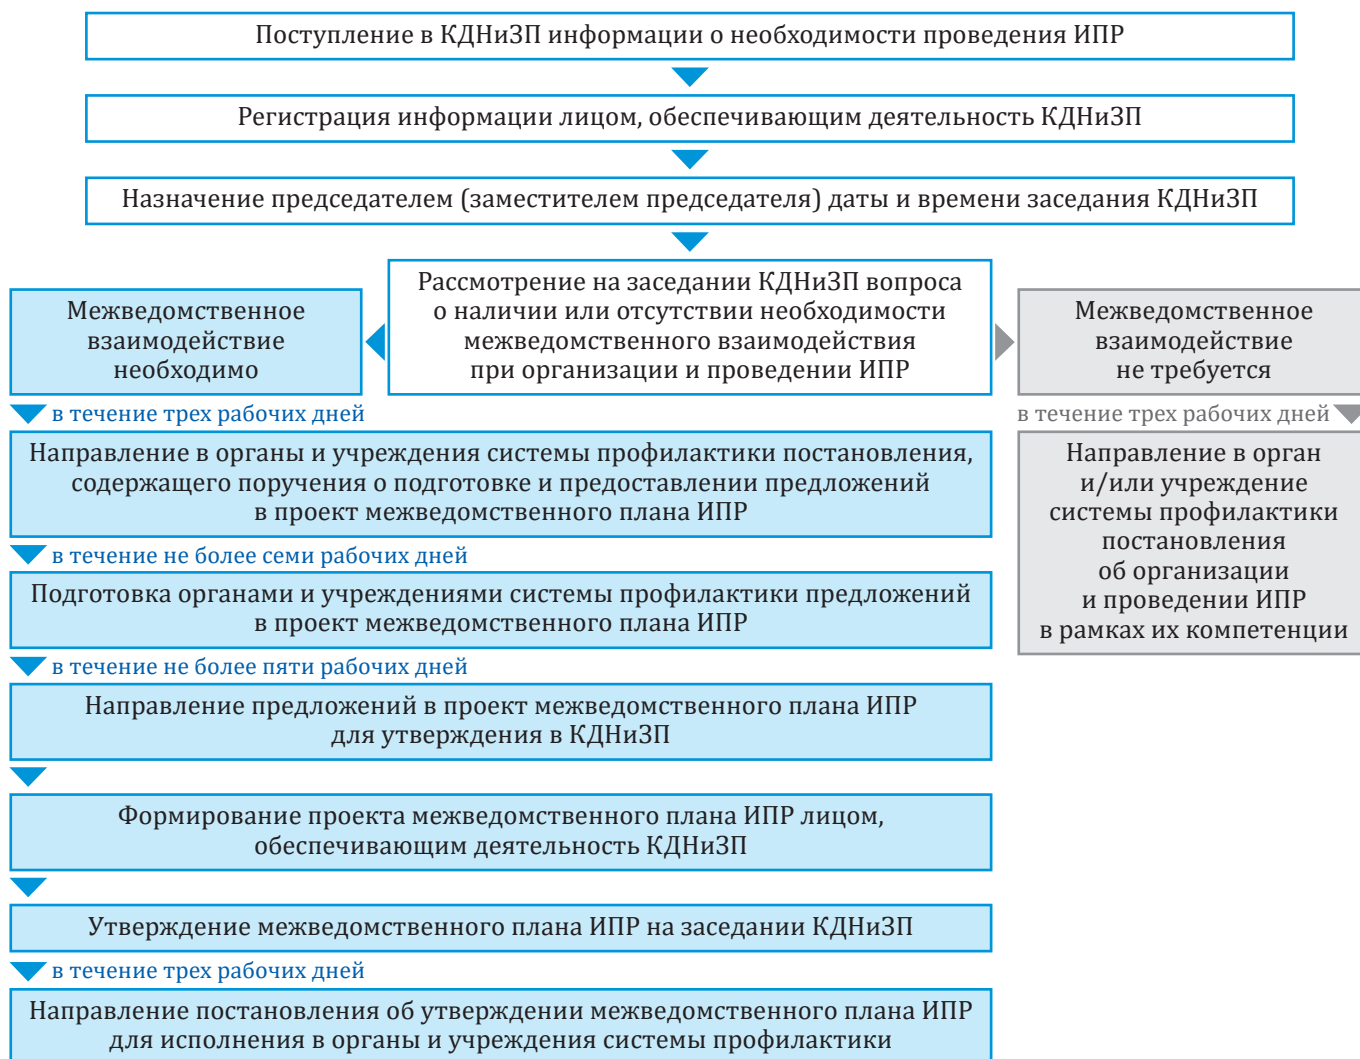 Поступление в КДНиЗП информации о необходимости проведения ИПР
Регистрация информации лицом, обеспечивающим деятельность КДНиЗП
Назначение председателем (заместителем председателя) даты и времени заседания КДНиЗП
Рассмотрение на заседании КДНиЗП вопроса
о наличии или отсутствии необходимости
межведомственного взаимодействия
при организации и проведении ИПР
Межведомственное
взаимодействие
необходимо
в течение трех рабочих дней
Направление в органы и учреждения системы профилактики постановления,
содержащего поручения о подготовке и предоставлении предложений
в проект межведомственного плана ИПР
в течение не более семи рабочих дней
Подготовка органами и учреждениями системы профилактики предложений
в проект межведомственного плана ИПР
в течение не более пяти рабочих дней
Направление предложений в проект межведомственного плана ИПР
для утверждения в КДНиЗП
Формирование проекта межведомственного плана ИПР лицом,
обеспечивающим деятельность КДНиЗП
Утверждение межведомственного плана ИПР на заседании КДНиЗП
в течение трех рабочих дней
Направление постановления об утверждении межведомственного плана ИПР
для исполнения в органы и учреждения системы профилактики
Межведомственное
взаимодействие
не требуется
в течение трех рабочих дней
Направление в орган
и/или учреждение
системы профилактики
постановления
об организации
и проведении ИПР
в рамках их компетенции